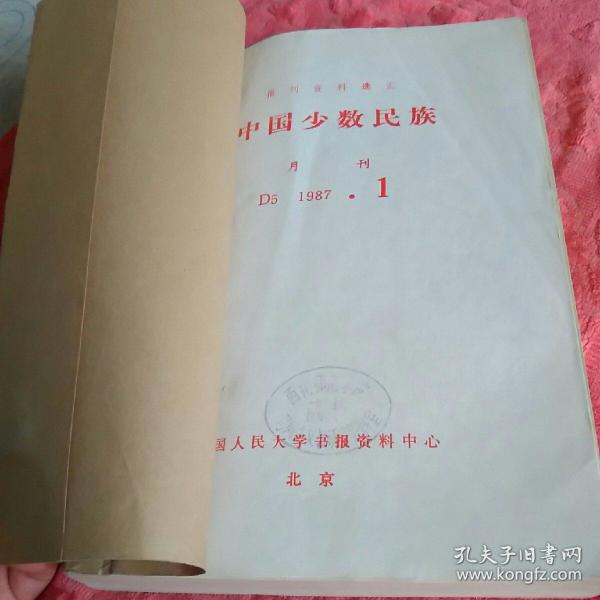 报刊资料选汇
中国少数民族
月 刊
D5 1987 . 1
国人民大学书报资料中心
北京
孔夫子旧书网
www.kongfz.com